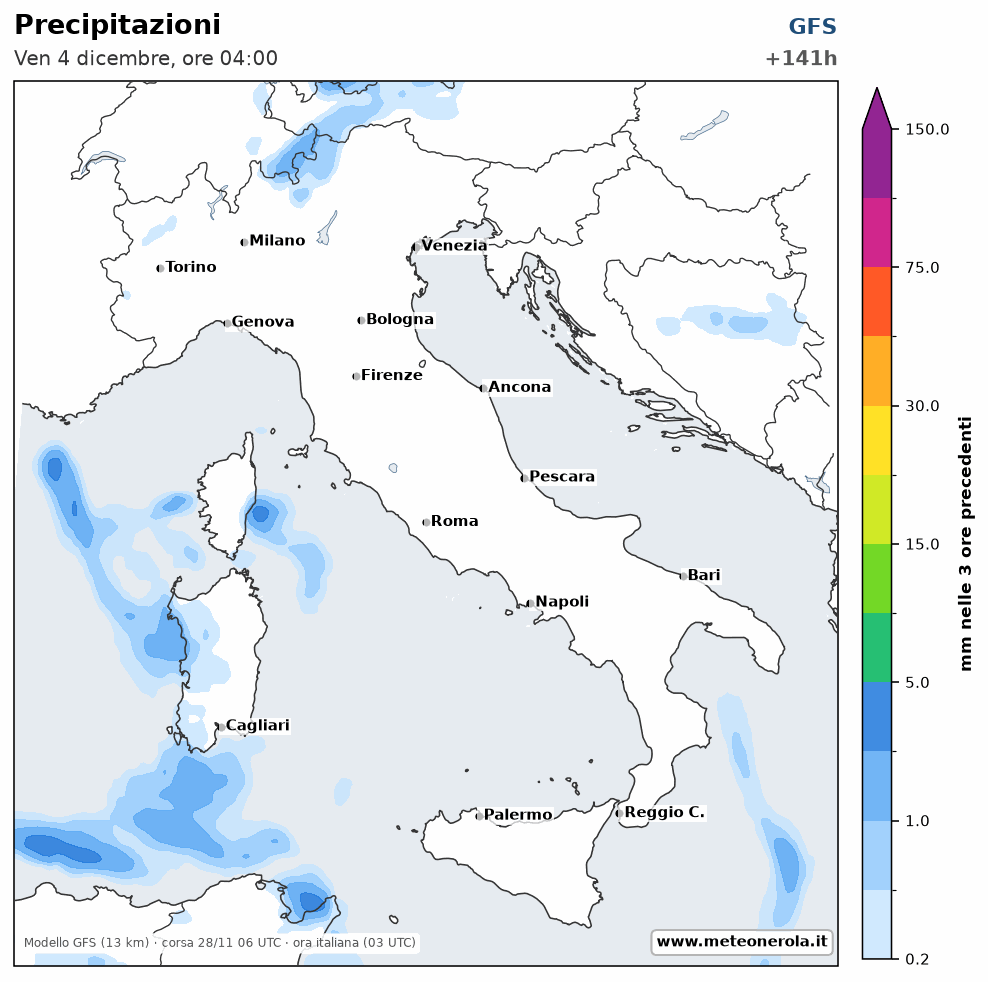 Precipitazioni
GFS
Ven 4 dicembre, ore 04:00
+141h
150.0
75.0
30.0
15.0
5.0
1.0
0.2
mm nelle 3 ore precedenti
Milano
Venezia
Torino
Genova
Bologna
Firenze
Ancona
Pescara
Roma
Bari
Napoli
Cagliari
Palermo
Reggio C.
Modello GFS (13 km) · corsa 28/11 06 UTC · ora italiana (03 UTC)
www.meteonerola.it